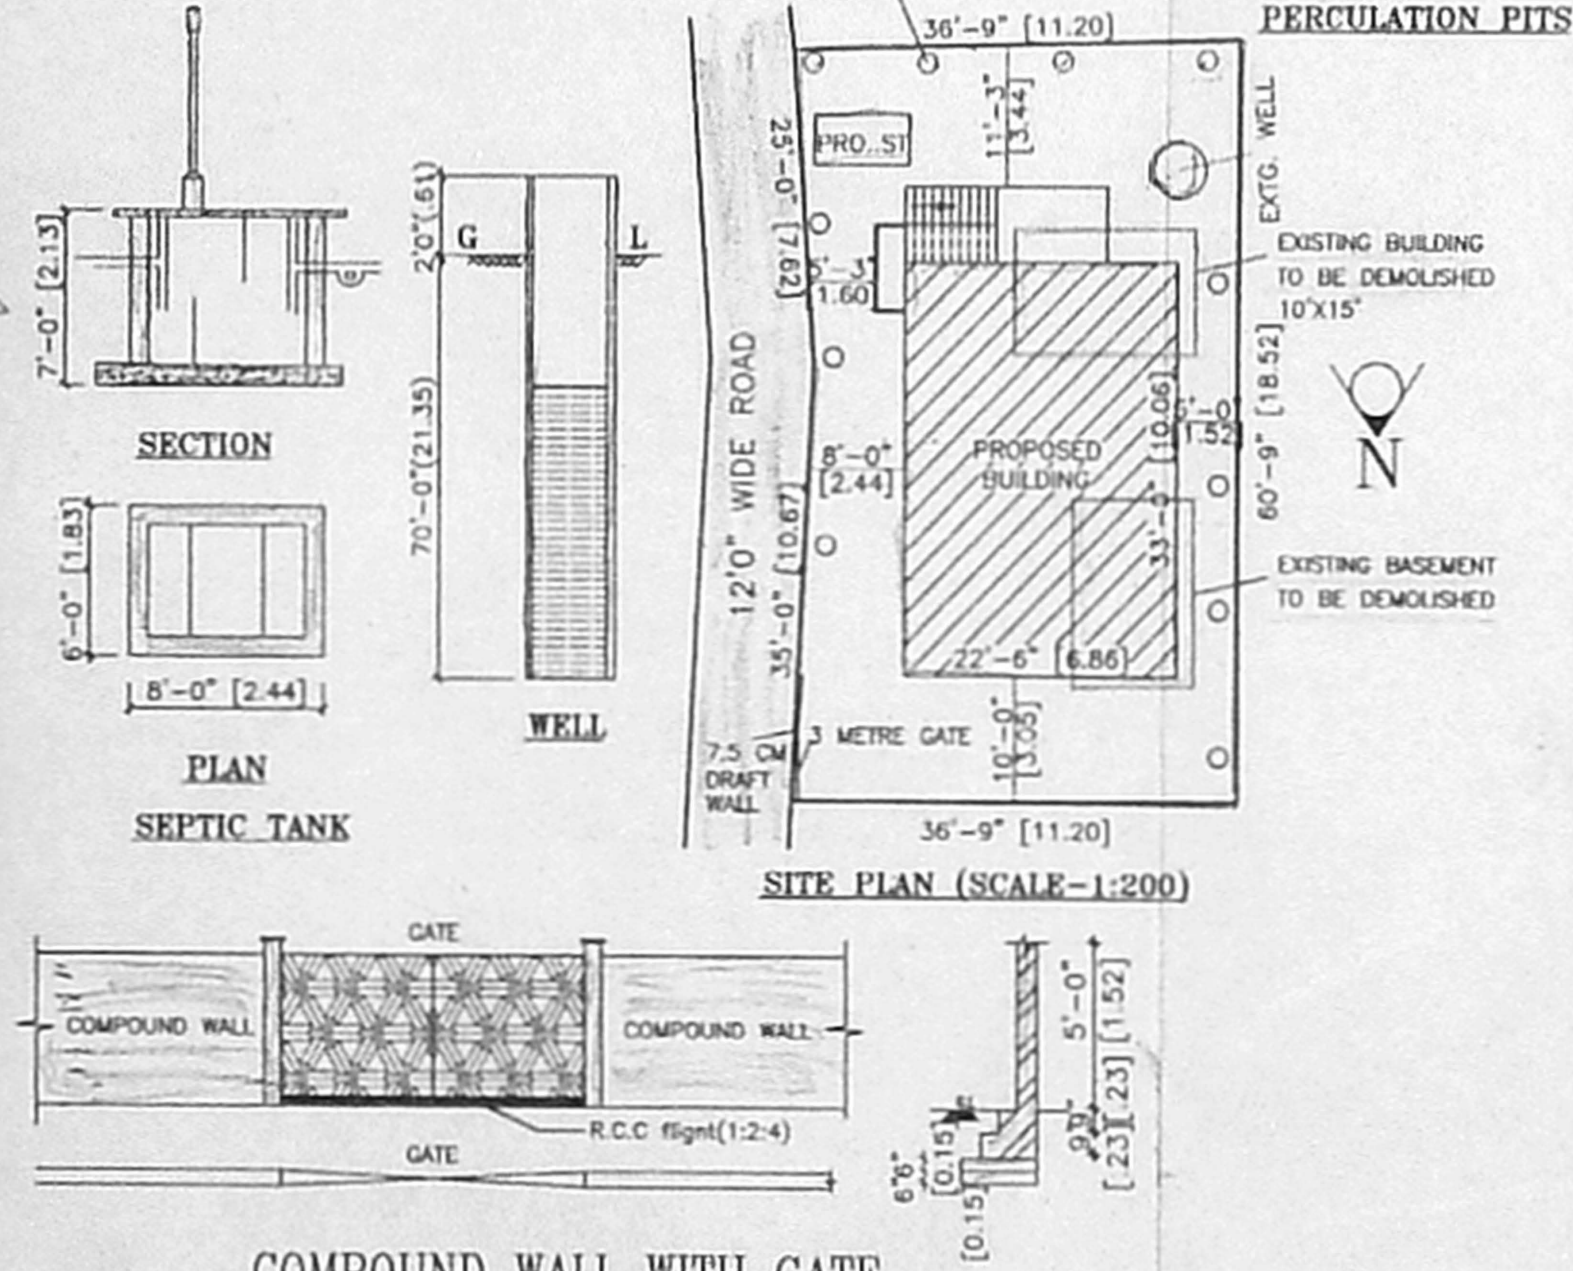 PERCULATION PITS
36'-9" [11.20]
11'-3"
[3.44]
PRO. ST
25'-0" [7.62]
EXTG. WELL
EXISTING BUILDING
TO BE DEMOLISHED
10'X15'
1.60
12'0" WIDE ROAD
8'-0"
[2.44]
35'-0" [10.67]
PROPOSED
BUILDING
33'-0" [10.06]
1.52
60'-9" [18.52]
N
EXISTING BASEMENT
TO BE DEMOLISHED
22'-6" [6.86]
10'-0"
[3.05]
3 METRE GATE
7.5 CM
DRAFT
WALL
36'-9" [11.20]
SITE PLAN (SCALE-1:200)
7'-0" [2.13]
SECTION
6'-0" [1.83]
8'-0" [2.44]
PLAN
SEPTIC TANK
2'0"(.61)
G
L
70'-0"(21.35)
WELL
GATE
COMPOUND WALL
COMPOUND WALL
R.C.C flignt(1:2:4)
GATE
5'-0"
[1.52]
[.23]
[.23]
9"
9"
6"
6"
[0.15]
[0.15]
COMPOUND WALL WITH GATE